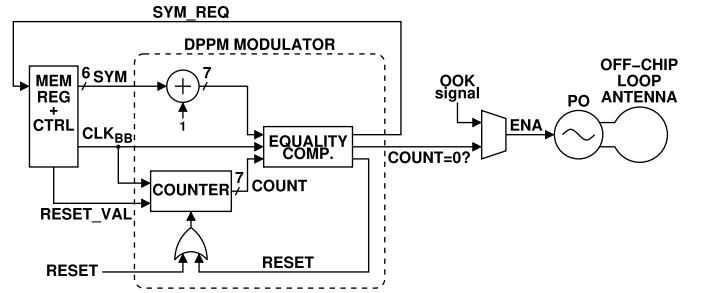 SYM_REQ
DPPM MODULATOR
MEM
REG
+
CTRL
6 SYM
7
1
CLKBB
EQUALITY
COMP.
COUNTER
7
COUNT
RESET_VAL
RESET
RESET
COUNT=0?
OOK
signal
ENA
PO
OFF-CHIP
LOOP
ANTENNA